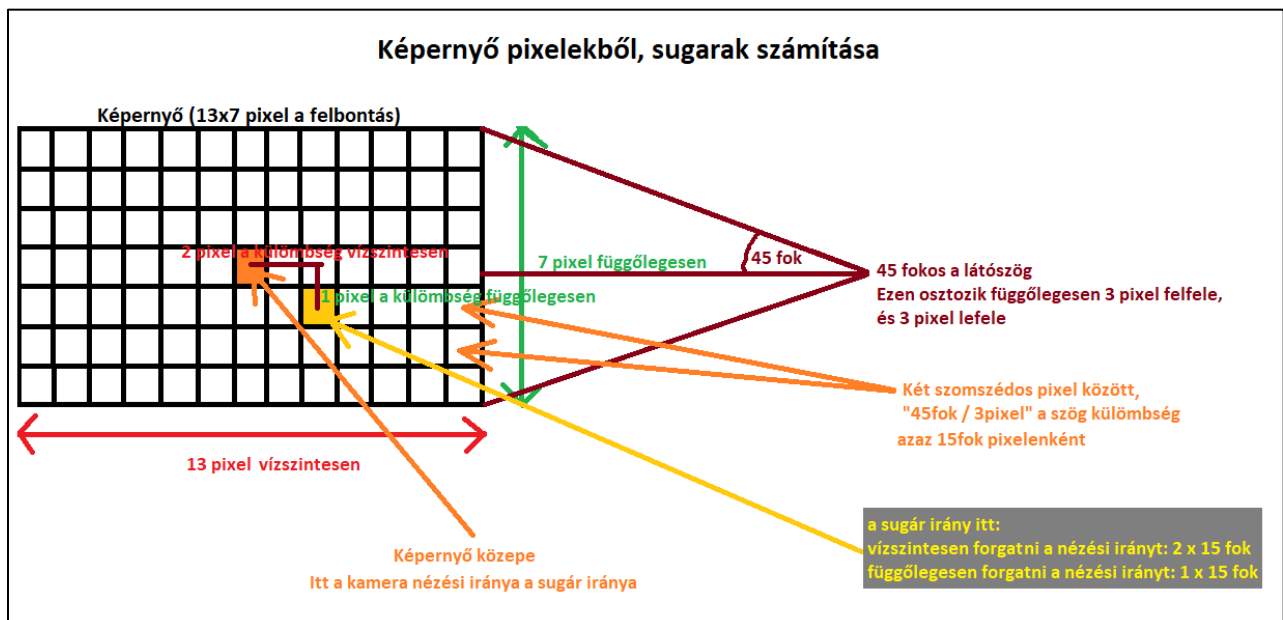 Képernyő pixelekből, sugarak számítása
Képernyő (13x7 pixel a felbontás)
2 pixel a külömbség vízszintesen
1 pixel a külömbség függőlegesen
7 pixel függőlegesen
45 fok
45 fokos a látószög
Ezen osztozik függőlegesen 3 pixel felfele,
és 3 pixel lefele
Két szomszédos pixel között,
"45fok / 3pixel" a szög külömbség
azaz 15fok pixelenként
13 pixel vízszintesen
Képernyő közepe
Itt a kamera nézési iránya a sugár iránya
a sugár irány itt:
vízszintesen forgatni a nézési irányt: 2 x 15 fok
függőlegesen forgatni a nézési irányt: 1 x 15 fok